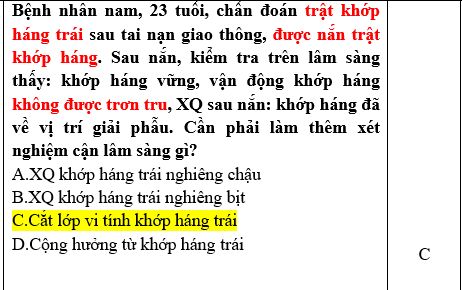 Bệnh nhân nam, 23 tuổi, chẩn đoán trật khớp
háng trái sau tai nạn giao thông, được nắn trật
khớp háng. Sau nắn, kiểm tra trên lâm sàng
thấy: khớp háng vững, vận động khớp háng
không được trơn tru, XQ sau nắn: khớp háng đã
về vị trí giải phẫu. Cần phải làm thêm xét
nghiệm cận lâm sàng gì?
A.XQ khớp háng trái nghiêng chậu
B.XQ khớp háng trái nghiêng bịt
C.Cắt lớp vi tính khớp háng trái
D.Cộng hưởng từ khớp háng trái
C